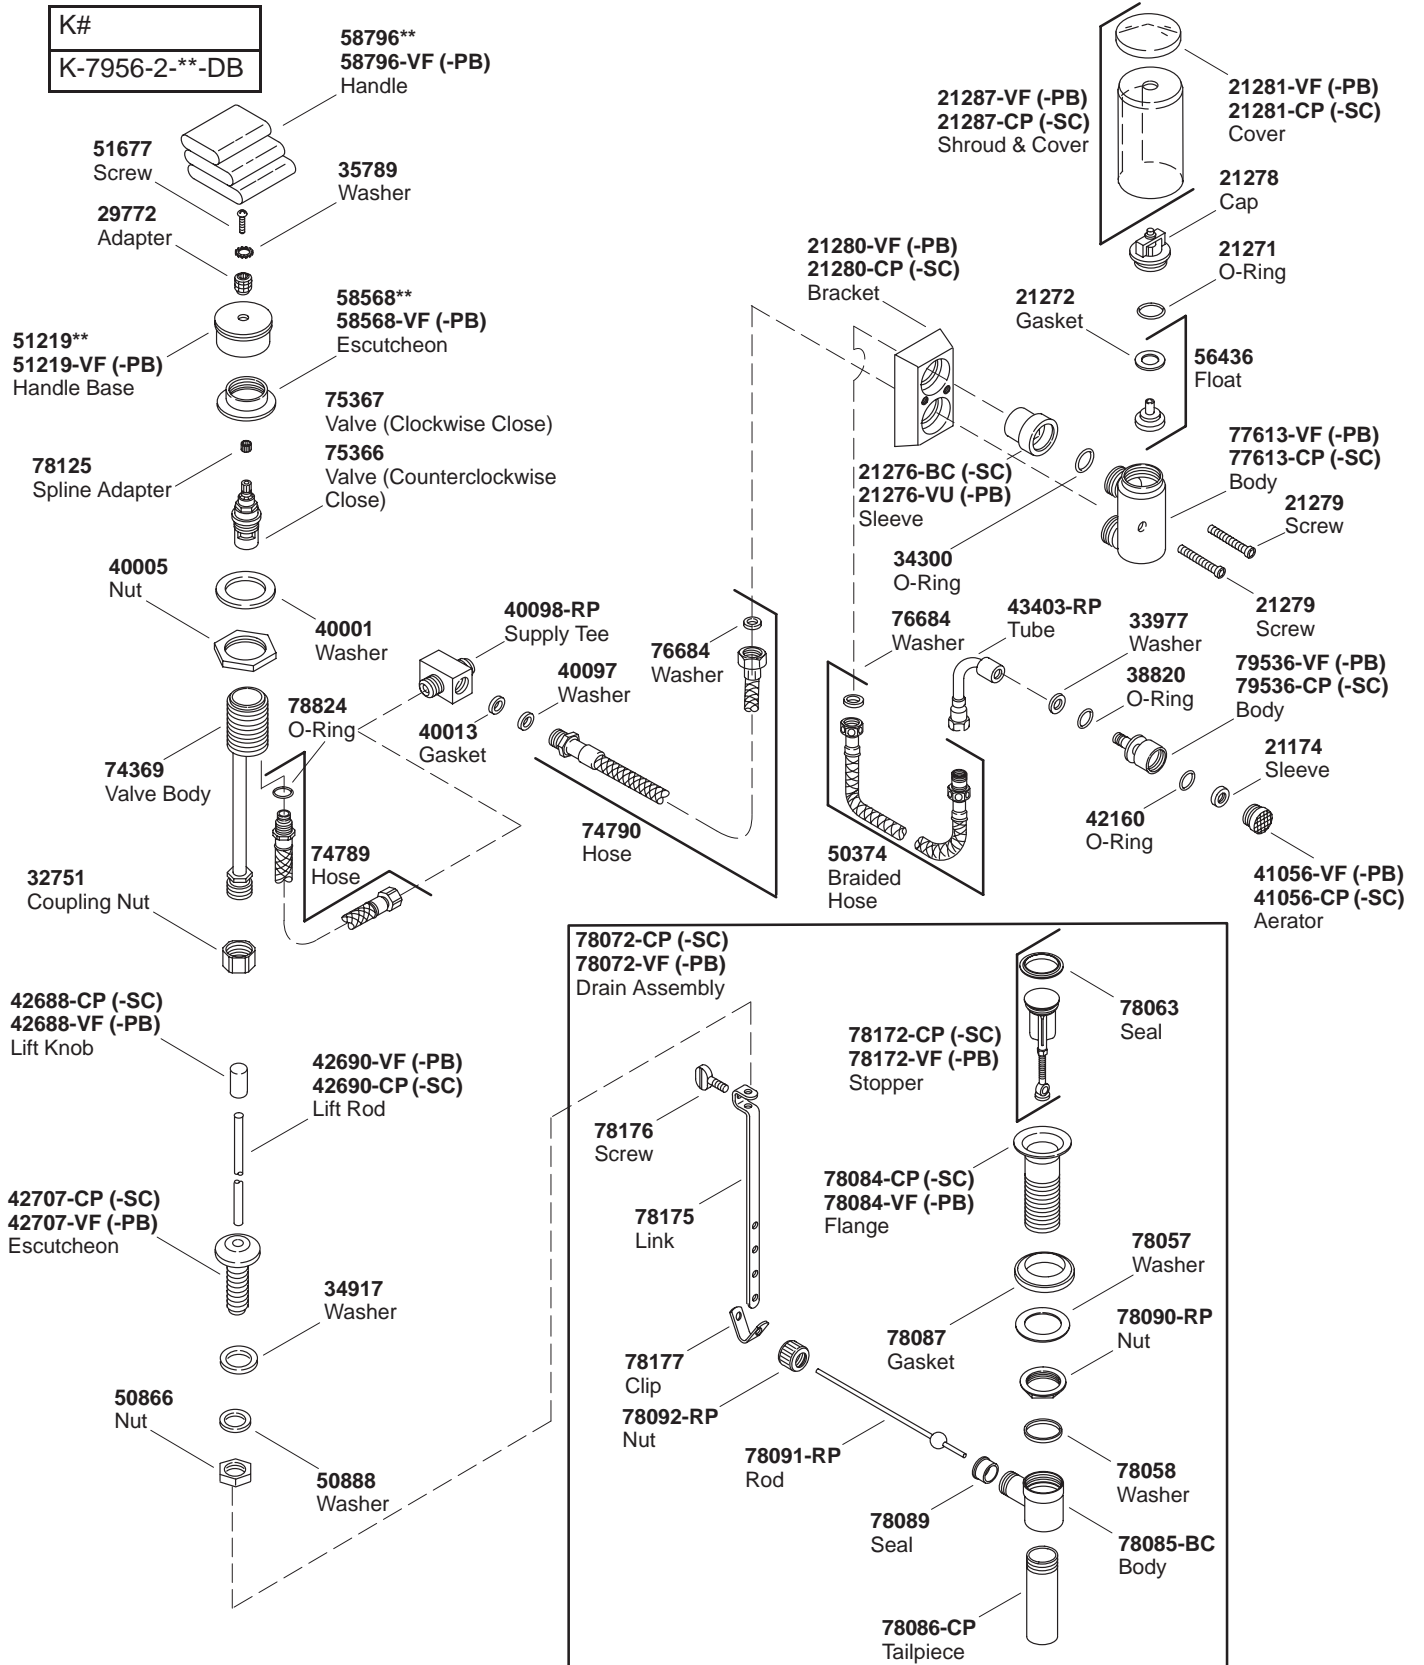 K#
K-7956-2-**-DB
58796**
58796-VF (-PB)
Handle
51677
Screw
35789
Washer
29772
Adapter
58568**
58568-VF (-PB)
Escutcheon
51219**
51219-VF (-PB)
Handle Base
75367
Valve (Clockwise Close)
75366
Valve (Counterclockwise
Close)
78125
Spline Adapter
40005
Nut
40001
Washer
78824
O-Ring
74369
Valve Body
74789
Hose
32751
Coupling Nut
42688-CP (-SC)
42688-VF (-PB)
Lift Knob
42690-VF (-PB)
42690-CP (-SC)
Lift Rod
42707-CP (-SC)
42707-VF (-PB)
Escutcheon
34917
Washer
50866
Nut
50888
Washer
40098-RP
Supply Tee
40097
Washer
40013
Gasket
76684
Washer
74790
Hose
21287-VF (-PB)
21287-CP (-SC)
Shroud & Cover
21281-VF (-PB)
21281-CP (-SC)
Cover
21278
Cap
21271
O-Ring
21280-VF (-PB)
21280-CP (-SC)
Bracket
21272
Gasket
56436
Float
77613-VF (-PB)
77613-CP (-SC)
Body
21276-BC (-SC)
21276-VU (-PB)
Sleeve
21279
Screw
34300
O-Ring
21279
Screw
76684
Washer
43403-RP
Tube
33977
Washer
38820
O-Ring
79536-VF (-PB)
79536-CP (-SC)
Body
21174
Sleeve
42160
O-Ring
50374
Braided
Hose
41056-VF (-PB)
41056-CP (-SC)
Aerator
78072-CP (-SC)
78072-VF (-PB)
Drain Assembly
78063
Seal
78172-CP (-SC)
78172-VF (-PB)
Stopper
78176
Screw
78175
Link
78084-CP (-SC)
78084-VF (-PB)
Flange
78057
Washer
78087
Gasket
78090-RP
Nut
78177
Clip
78092-RP
Nut
78091-RP
Rod
78058
Washer
78089
Seal
78085-BC
Body
78086-CP
Tailpiece